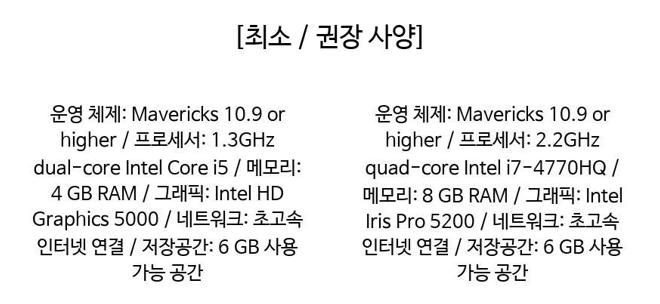 [최소 / 권장 사양]
운영 체제: Mavericks 10.9 or
higher / 프로세서: 1.3GHz
dual-core Intel Core i5 / 메모리:
4 GB RAM / 그래픽: Intel HD
Graphics 5000 / 네트워크: 초고속
인터넷 연결 / 저장공간: 6 GB 사용
가능 공간
운영 체제: Mavericks 10.9 or
higher / 프로세서: 2.2GHz
quad-core Intel i7-4770HQ /
메모리: 8 GB RAM / 그래픽: Intel
Iris Pro 5200 / 네트워크: 초고속
인터넷 연결 / 저장공간: 6 GB 사용
가능 공간